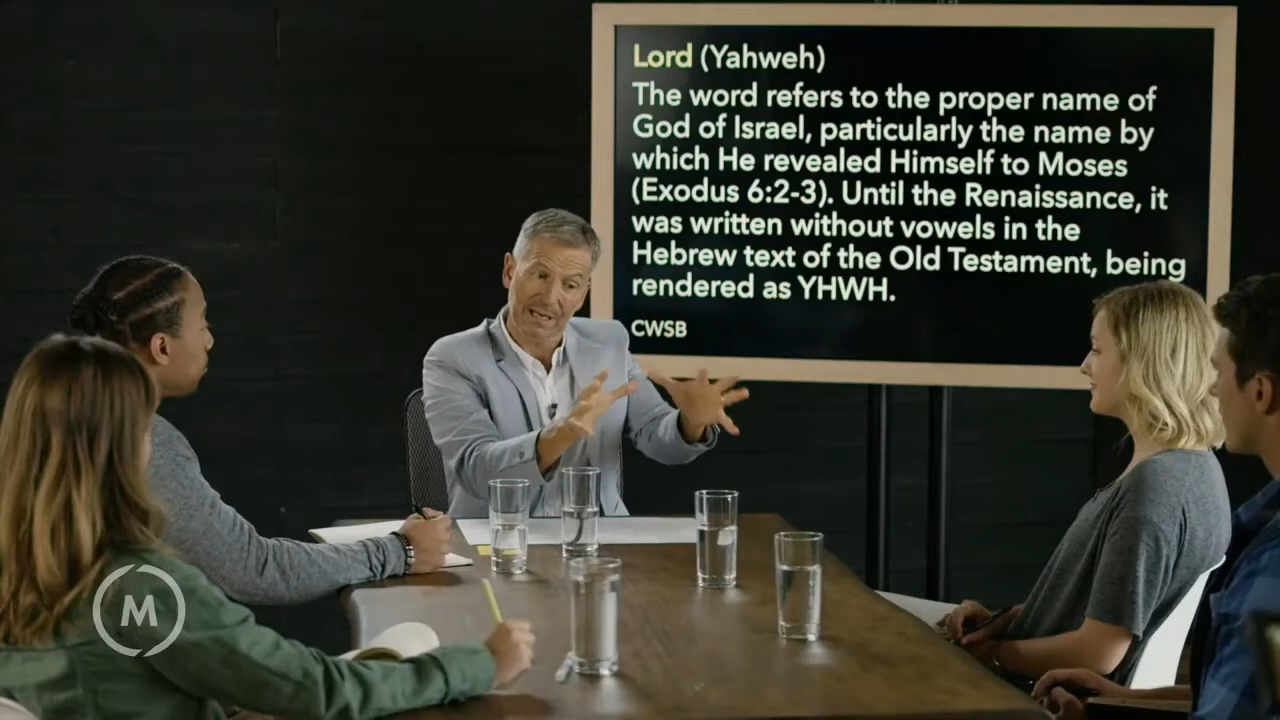 Lord (Yahweh)
The word refers to the proper name of
God of Israel, particularly the name by
which He revealed Himself to Moses
(Exodus 6:2-3). Until the Renaissance, it
was written without vowels in the
Hebrew text of the Old Testament, being
rendered as YHWH.
CWSB
M